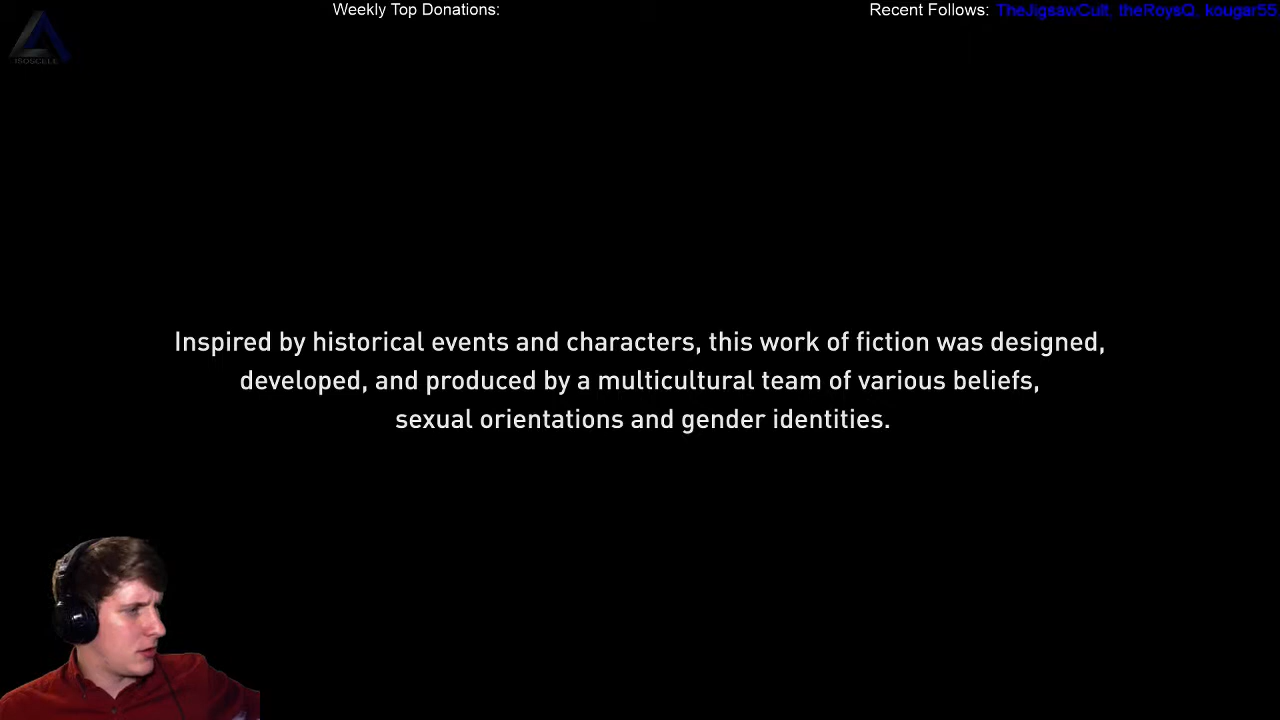 Weekly Top Donations:
Recent Follows: TheJigsawCult, theRoysQ, kougar55
ISOSCELE
Inspired by historical events and characters, this work of fiction was designed,
developed, and produced by a multicultural team of various beliefs,
sexual orientations and gender identities.